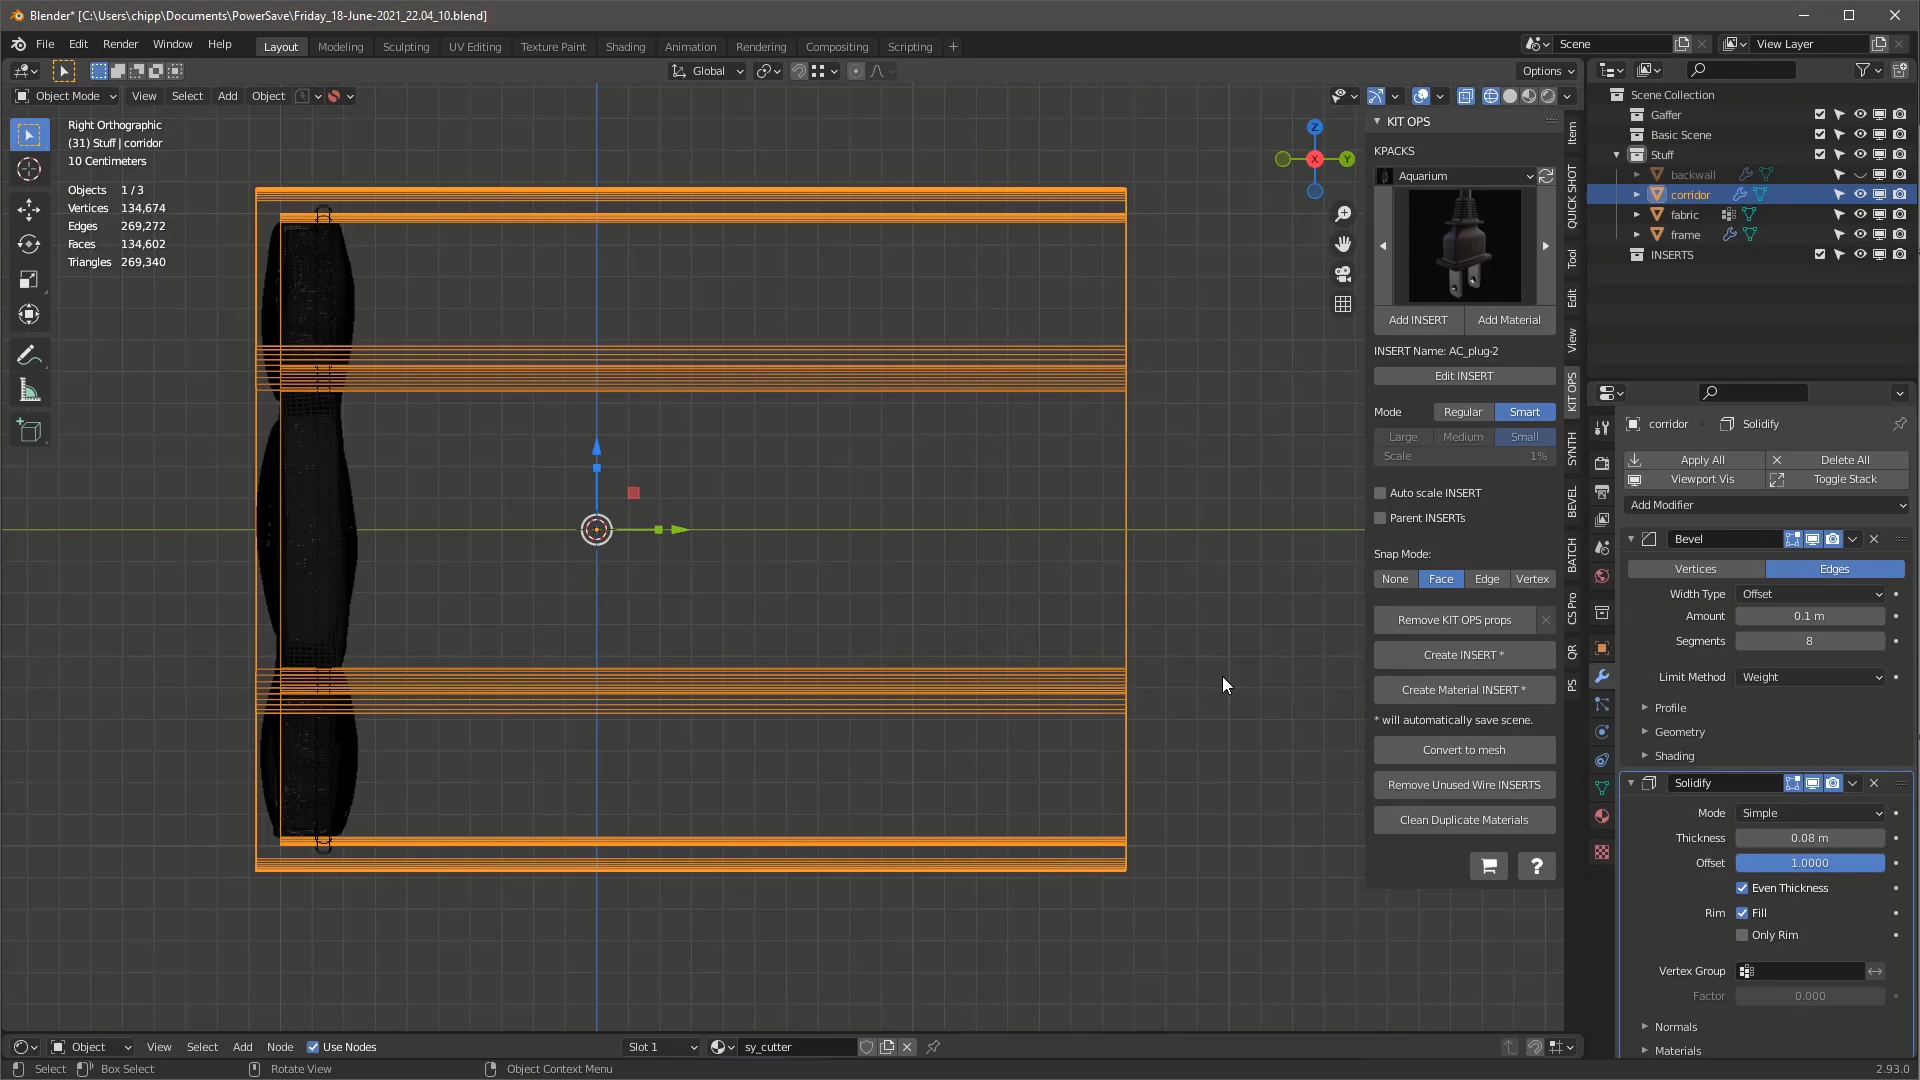 Blender* [C:\Users\chipp\Documents\PowerSave\Friday_18-June-2021_22.04_10.blend]
File Edit Render Window Help Layout Modeling Sculpting UV Editing Texture Paint Shading Animation Rendering Compositing Scripting + Scene View Layer
Global Options
Object Mode View Select Add Object
Right Orthographic
(31) Stuff | corridor
10 Centimeters
Objects 1 / 3
Vertices 134,674
Edges 269,272
Faces 134,602
Triangles 269,340
Z
X
Y
KIT OPS
KPACKS
Aquarium
Add INSERT Add Material
INSERT Name: AC_plug-2
Edit INSERT
Mode Regular Smart
Large Medium Small
Scale 1%
Auto scale INSERT
Parent INSERTs
Snap Mode:
None Face Edge Vertex
Remove KIT OPS props
Create INSERT *
Create Material INSERT *
* will automatically save scene.
Convert to mesh
Remove Unused Wire INSERTS
Clean Duplicate Materials
?
Item
QUICK SHOT
Tool
Edit
View
KIT OPS
SYNTH
BEVEL
BATCH
CS Pro
QR
PS
Scene Collection
Gaffer
Basic Scene
Stuff
backwall
corridor
fabric
frame
INSERTS
corridor Solidify
Apply All Delete All
Viewport Vis Toggle Stack
Add Modifier
Bevel
Vertices Edges
Width Type Offset
Amount 0.1 m
Segments 8
Limit Method Weight
Profile
Geometry
Shading
Solidify
Mode Simple
Thickness 0.08 m
Offset 1.0000
Even Thickness
Rim Fill
Only Rim
Vertex Group
Factor 0.000
Normals
Materials
Object View Select Add Node Use Nodes Slot 1 sy_cutter
Select Box Select Rotate View Object Context Menu 2.93.0